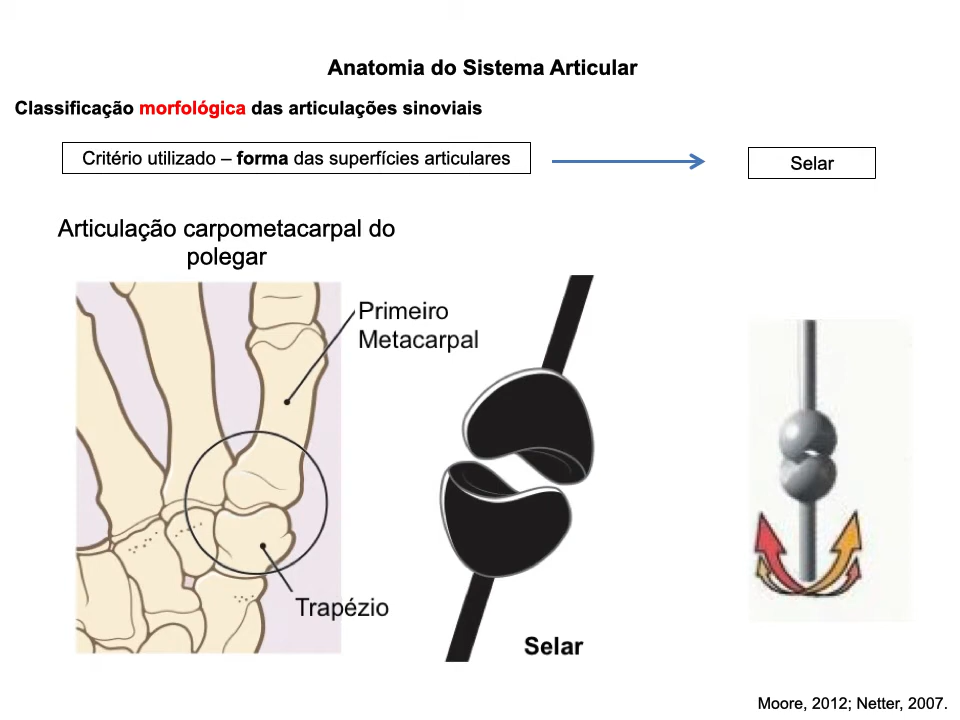 Anatomia do Sistema Articular
Classificação morfológica das articulações sinoviais
Critério utilizado – forma das superfícies articulares
Selar
Articulação carpometacarpal do
polegar
Primeiro
Metacarpal
Trapézio
Selar
Moore, 2012; Netter, 2007.